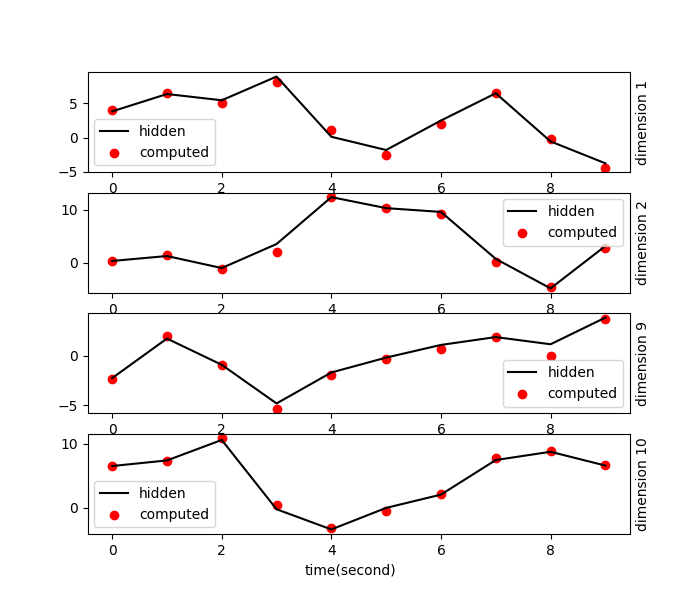 5
0
−5
hidden
computed
0
2
4
6
8
dimension 1
10
0
hidden
computed
0
2
4
6
8
dimension 2
0
−5
hidden
computed
0
2
4
6
8
dimension 9
10
0
hidden
computed
0
2
4
6
8
dimension 10
time(second)